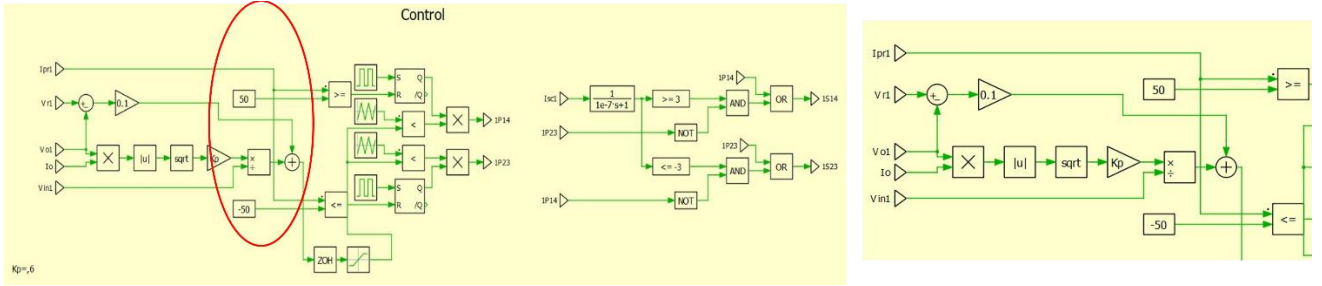 Control
Ipr1
Vr1
0.1
50
>=
S Q
R /Q
<
×
1P14
Vo1
Io
×
|u|
sqrt
Kp
×
÷
+
Vin1
-50
<=
<
S Q
R /Q
×
1P23
ZOH
Kp=,6
Isc1
1
1e-7·s+1
>= 3
1P14
AND
OR
1S14
1P23
NOT
<= -3
1P23
AND
OR
1S23
1P14
NOT
Ipr1
Vr1
+-
0.1
50
>=
Vo1
Io
×
|u|
sqrt
Kp
×
÷
+
Vin1
-50
<=